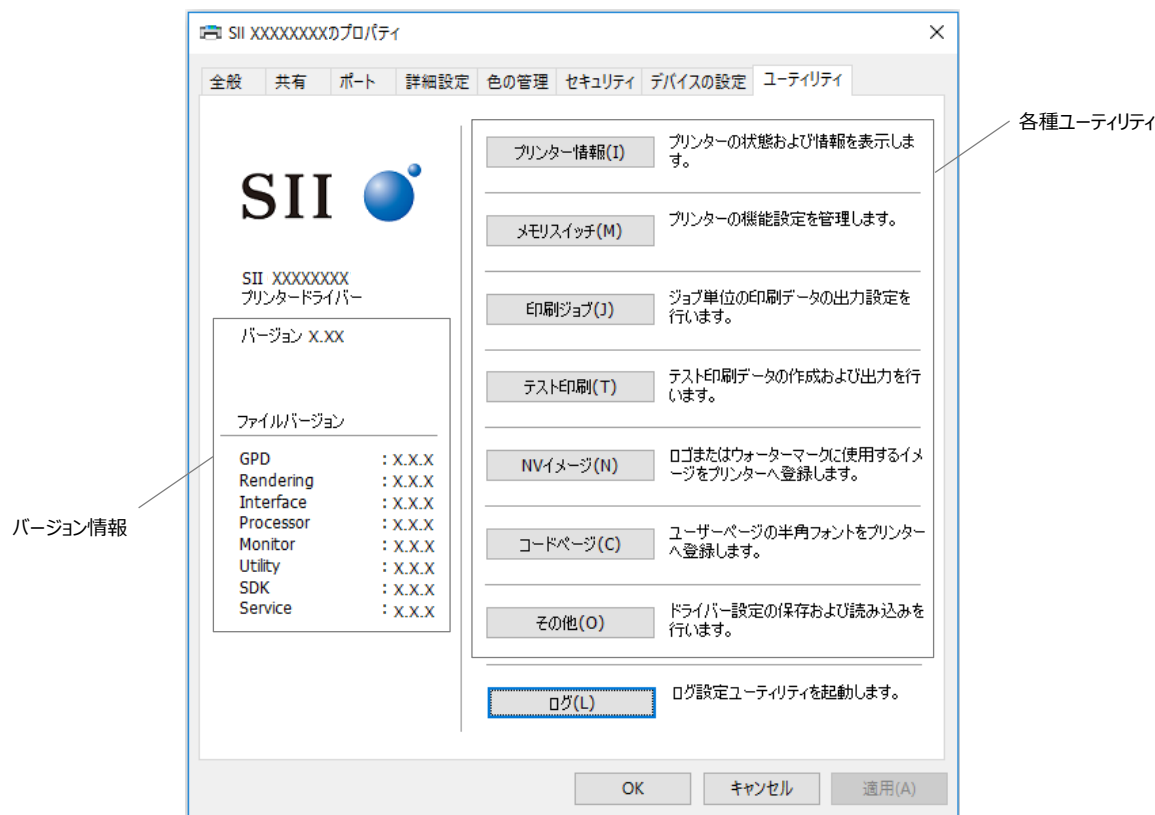 SII XXXXXXXXのプロパティ
全般 共有 ポート 詳細設定 色の管理 セキュリティ デバイスの設定 ユーティリティ
各種ユーティリティ
SII
SII XXXXXXXX
プリンタードライバー
バージョン X.XX
ファイルバージョン
GPD : X.X.X
Rendering : X.X.X
Interface : X.X.X
Processor : X.X.X
Monitor : X.X.X
Utility : X.X.X
SDK : X.X.X
Service : X.X.X
バージョン情報
プリンター情報(I)
プリンターの状態および情報を表示しま
す。
メモリスイッチ(M)
プリンターの機能設定を管理します。
印刷ジョブ(J)
ジョブ単位の印刷データの出力設定を
行います。
テスト印刷(T)
テスト印刷データの作成および出力を行
います。
NVイメージ(N)
ロゴまたはウォーターマークに使用するイメ
ージをプリンターへ登録します。
コードページ(C)
ユーザーページの半角フォントをプリンター
へ登録します。
その他(O)
ドライバー設定の保存および読み込みを
行います。
ログ(L)
ログ設定ユーティリティを起動します。
OK キャンセル 適用(A)